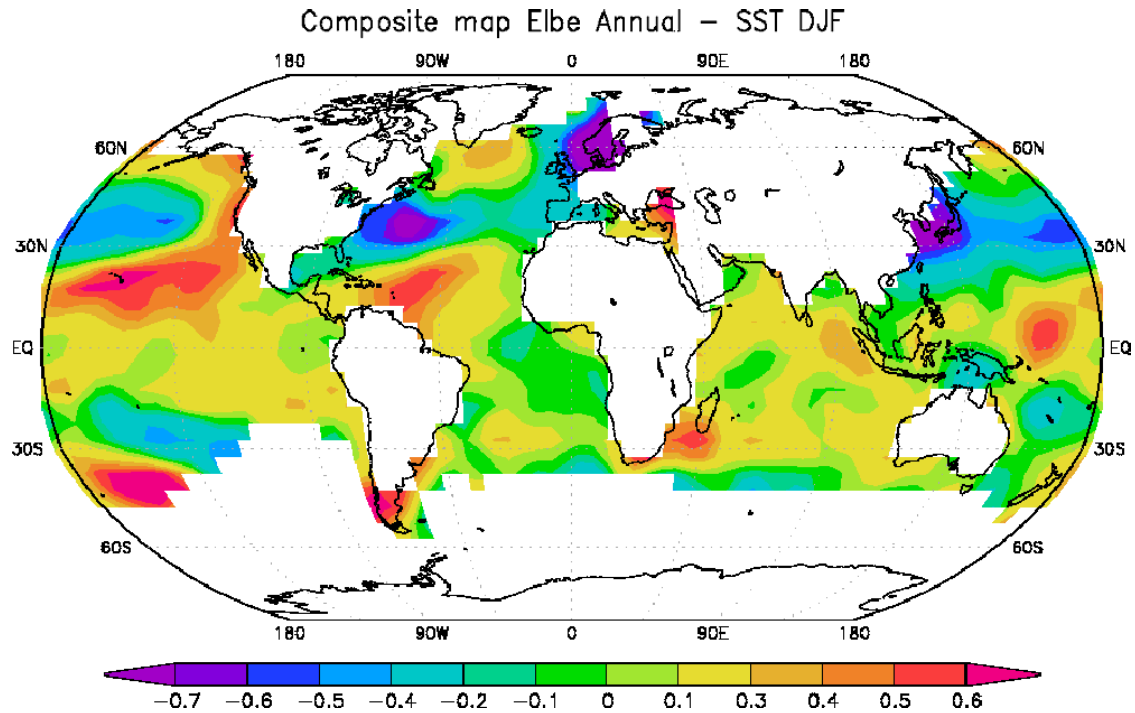 Composite map Elbe Annual – SST DJF
180 90W 0 90E 180
60N 60N
30N 30N
EQ EQ
30S 30S
60S 60S
180 90W 0 90E 180
−0.7 −0.6 −0.5 −0.4 −0.2 −0.1 0 0.1 0.3 0.4 0.5 0.6